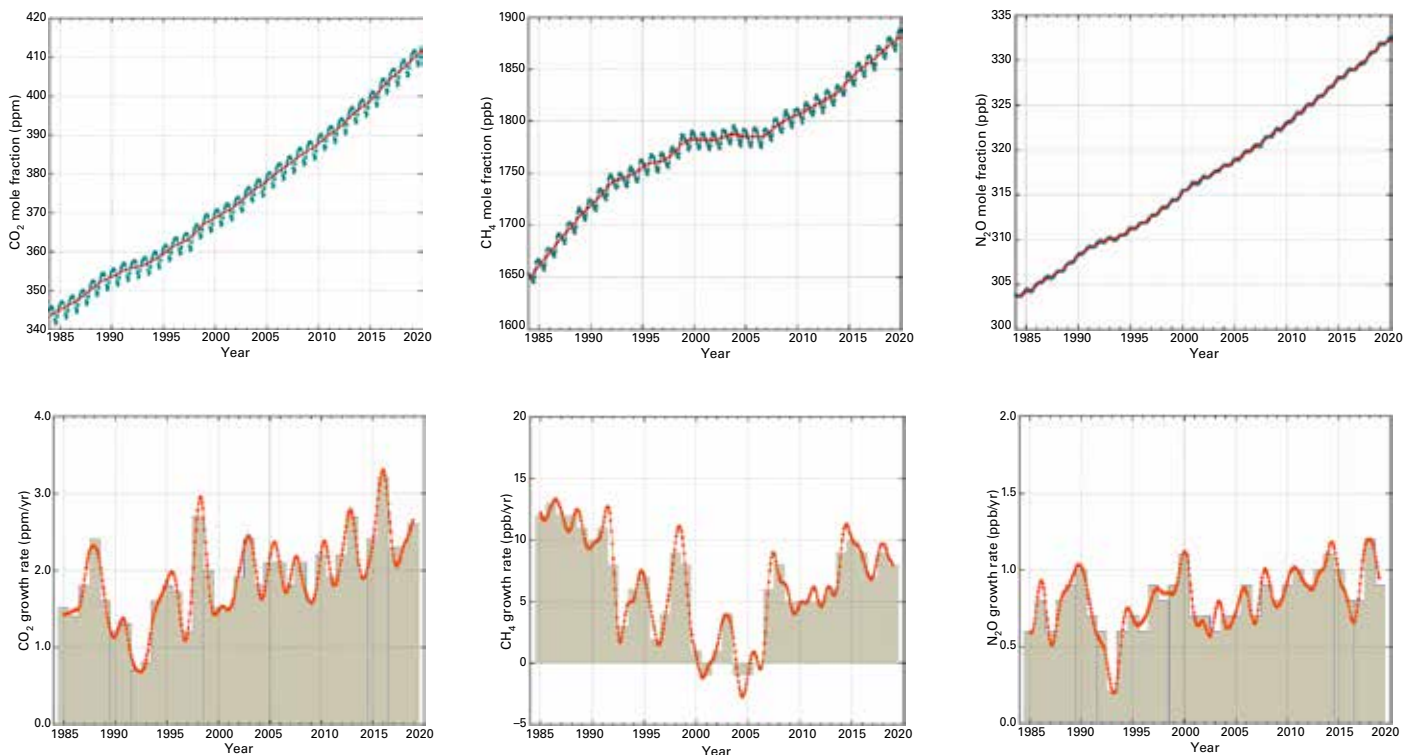 CO2 mole fraction (ppm)
420
410
400
390
380
370
360
350
340
1985 1990 1995 2000 2005 2010 2015 2020
Year
CH4 mole fraction (ppb)
1900
1850
1800
1750
1700
1650
1600
1985 1990 1995 2000 2005 2010 2015 2020
Year
N2O mole fraction (ppb)
335
330
325
320
315
310
305
300
1985 1990 1995 2000 2005 2010 2015 2020
Year
CO2 growth rate (ppm/yr)
4.0
3.0
2.0
1.0
0.0
1985 1990 1995 2000 2005 2010 2015 2020
Year
CH4 growth rate (ppb/yr)
20
15
10
5
0
−5
1985 1990 1995 2000 2005 2010 2015 2020
Year
N2O growth rate (ppb/yr)
2.0
1.5
1.0
0.5
0.0
1985 1990 1995 2000 2005 2010 2015 2020
Year